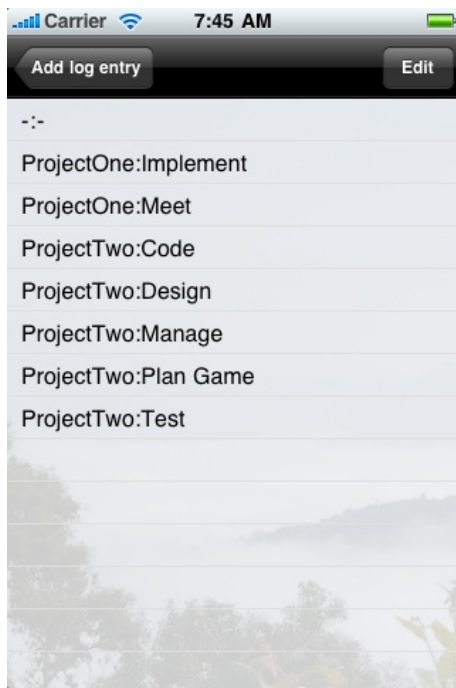 Carrier 7:45 AM
Add log entry Edit
-:-
ProjectOne:Implement
ProjectOne:Meet
ProjectTwo:Code
ProjectTwo:Design
ProjectTwo:Manage
ProjectTwo:Plan Game
ProjectTwo:Test